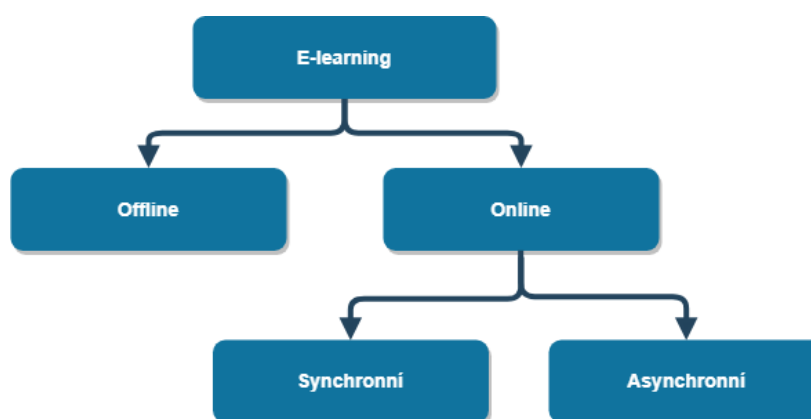 E-learning
Offline
Online
Synchronní
Asynchronní